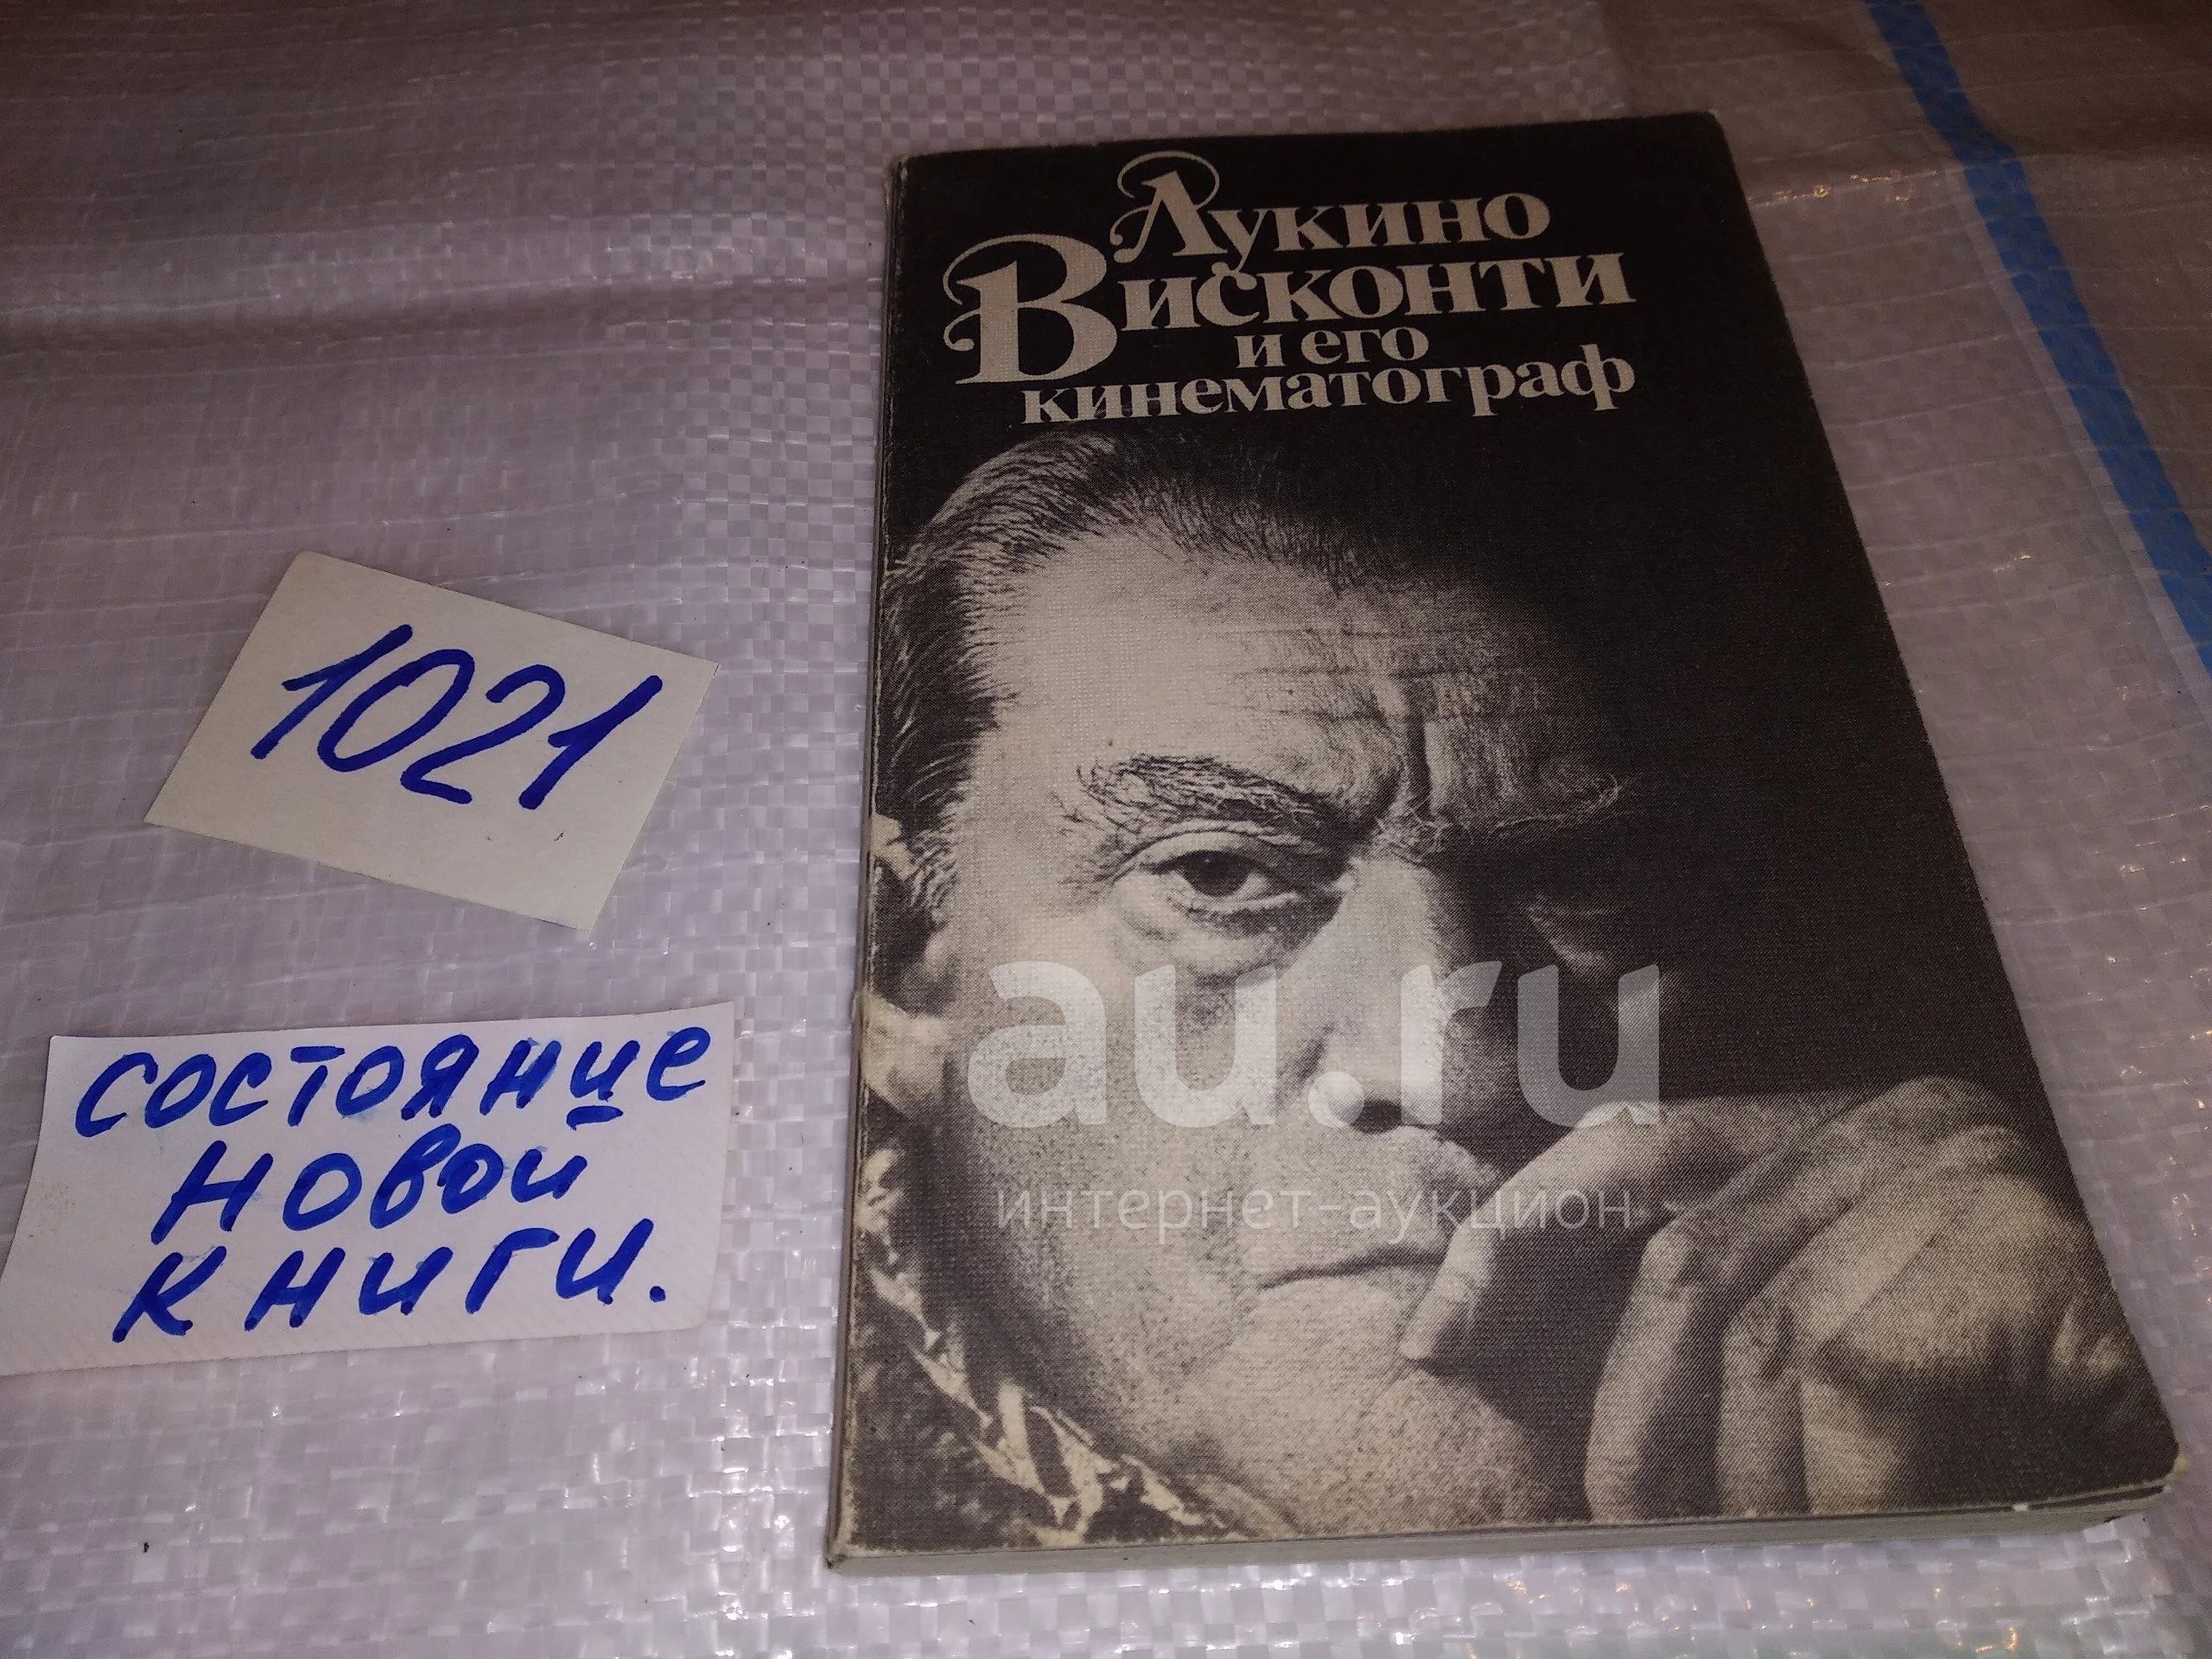 Лукино
Висконти
и его
кинематограф
1021
состояние
новой
книги.
au.ru
интернет-аукцион